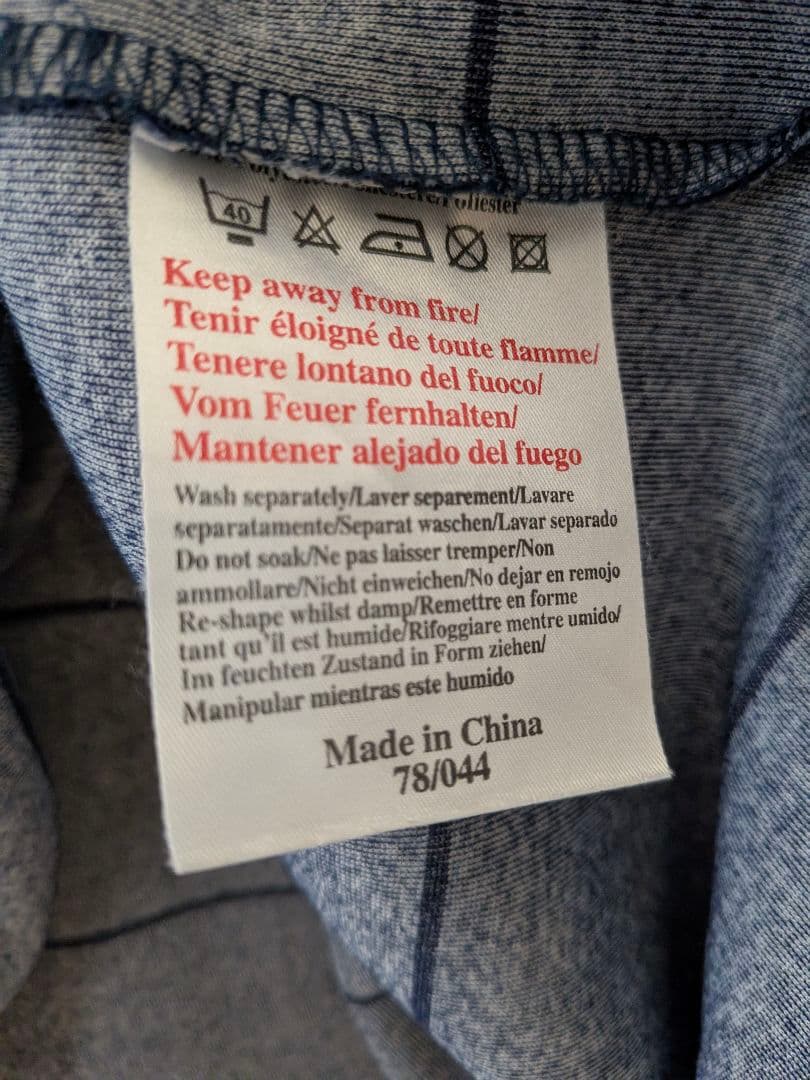 40
Keep away from fire/
Tenir éloigné de toute flamme/
Tenere lontano del fuoco/
Vom Feuer fernhalten/
Mantener alejado del fuego
Wash separately/Laver separement/Lavare
separatamente/Separat waschen/Lavar separado
Do not soak/Ne pas laisser tremper/Non
ammollare/Nicht einweichen/No dejar en remojo
Re-shape whilst damp/Remettre en forme
tant qu'il est humide/Rifoggiare mentre umido/
Im feuchten Zustand in Form ziehen/
Manipular mientras este humido
Made in China
78/044